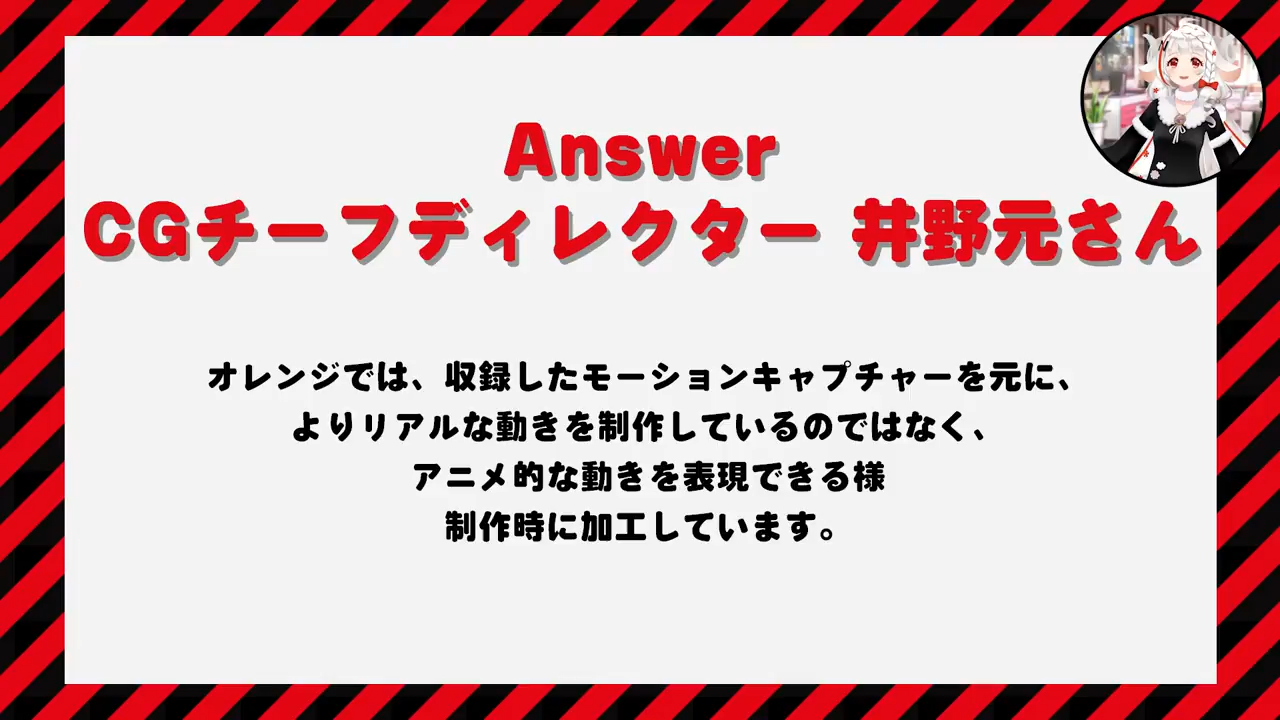 Answer
CGチーフディレクター 井野元さん
オレンジでは、収録したモーションキャプチャーを元に、
よりリアルな動きを制作しているのではなく、
アニメ的な動きを表現できる様
制作時に加工しています。